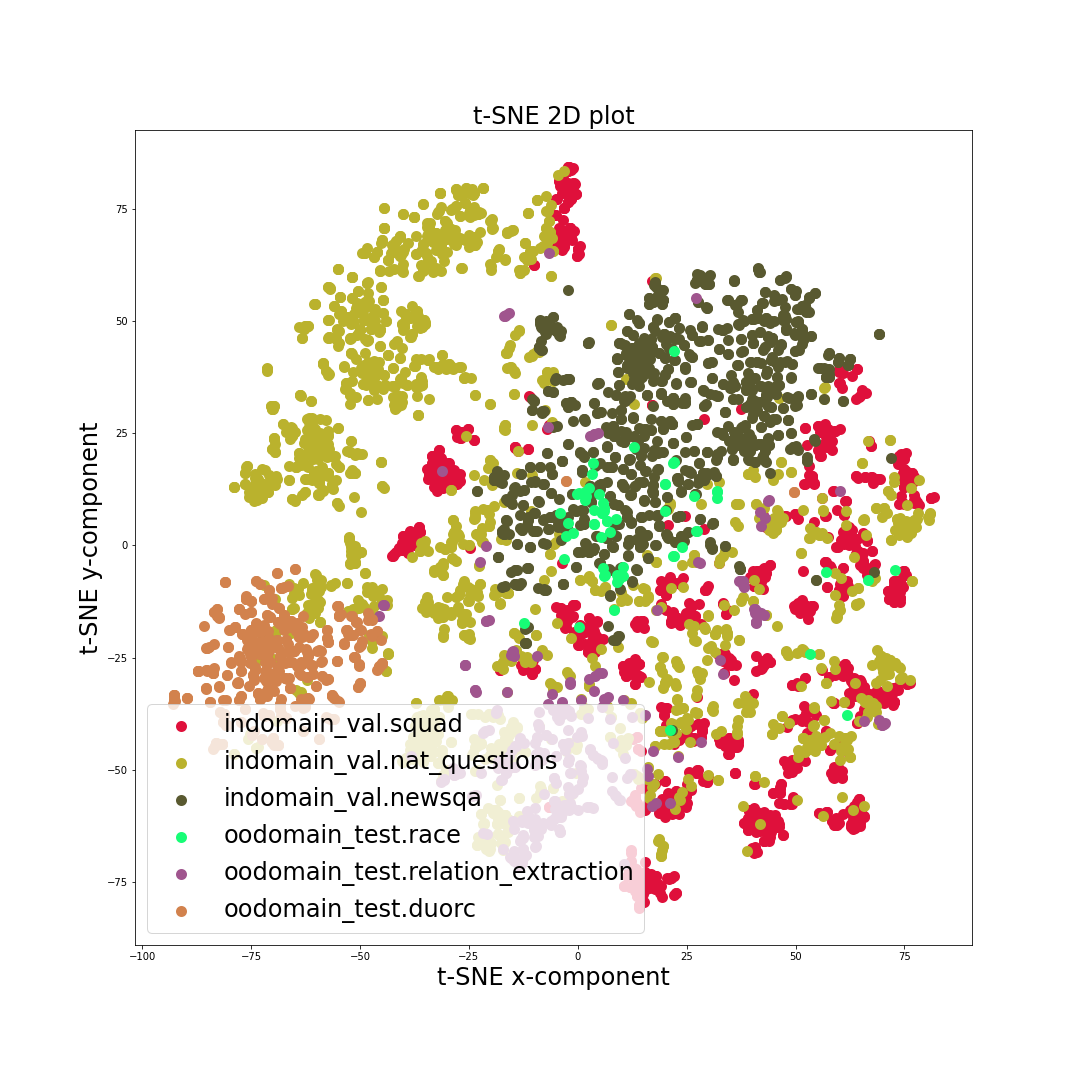 t-SNE 2D plot
t-SNE y-component
75
50
25
0
−25
−50
−75
indomain_val.squad
indomain_val.nat_questions
indomain_val.newsqa
oodomain_test.race
oodomain_test.relation_extraction
oodomain_test.duorc
−100 −75 −50 −25 0 25 50 75
t-SNE x-component